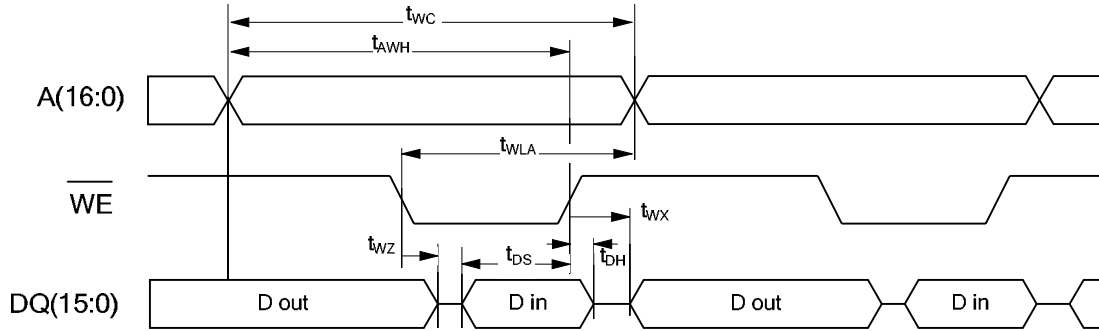 tWC
tAWH
A(16:0)
tWLA
WE
tWX
tWZ
tDS
tDH
DQ(15:0)
D out
D in
D out
D in